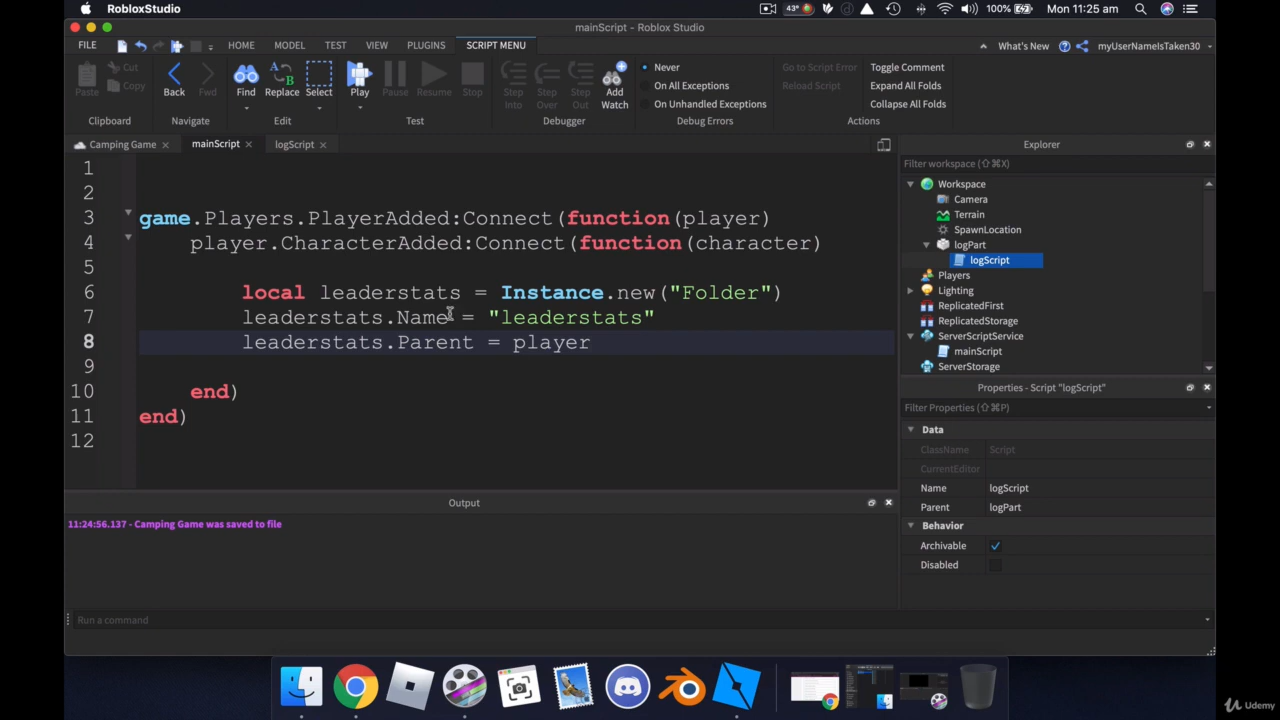 RobloxStudio 43° 100% Mon 11:25 am
mainScript - Roblox Studio
FILE HOME MODEL TEST VIEW PLUGINS SCRIPT MENU What's New myUserNameIsTaken30
Paste Cut Copy Back Fwd Find Replace Select Play Pause Resume Stop Step Into Step Over Step Out Add Watch
Never
On All Exceptions
On Unhandled Exceptions
Go to Script Error
Reload Script
Toggle Comment
Expand All Folds
Collapse All Folds
Clipboard Navigate Edit Test Debugger Debug Errors Actions
Camping Game mainScript logScript
1
2
3 game.Players.PlayerAdded:Connect(function(player)
4 player.CharacterAdded:Connect(function(character)
5
6 local leaderstats = Instance.new("Folder")
7 leaderstats.Name = "leaderstats"
8 leaderstats.Parent = player
9
10 end)
11 end)
12
Output
11:24:56.137 - Camping Game was saved to file
Run a command
Explorer
Filter workspace (⇧⌘X)
Workspace
Camera
Terrain
SpawnLocation
logPart
logScript
Players
Lighting
ReplicatedFirst
ReplicatedStorage
ServerScriptService
mainScript
ServerStorage
Properties - Script "logScript"
Filter Properties (⇧⌘P)
Data
ClassName Script
CurrentEditor
Name logScript
Parent logPart
Behavior
Archivable
Disabled
Udemy